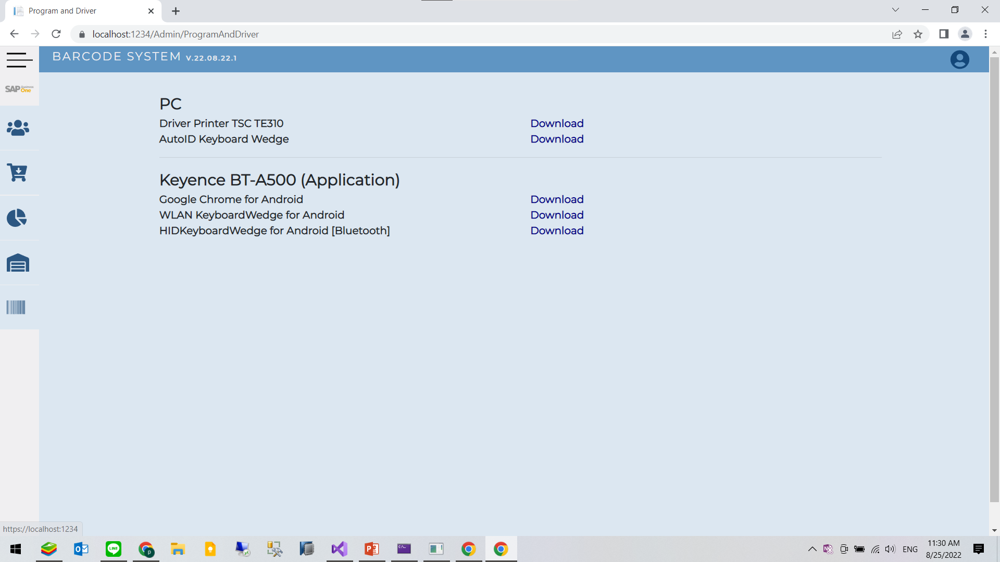 Program and Driver
localhost:1234/Admin/ProgramAndDriver
BARCODE SYSTEM V.22.08.22.1
SAP Business One
PC
Driver Printer TSC TE310 Download
AutoID Keyboard Wedge Download
Keyence BT-A500 (Application)
Google Chrome for Android Download
WLAN KeyboardWedge for Android Download
HIDKeyboardWedge for Android [Bluetooth] Download
https://localhost:1234
LINE
ENG
11:30 AM
8/25/2022